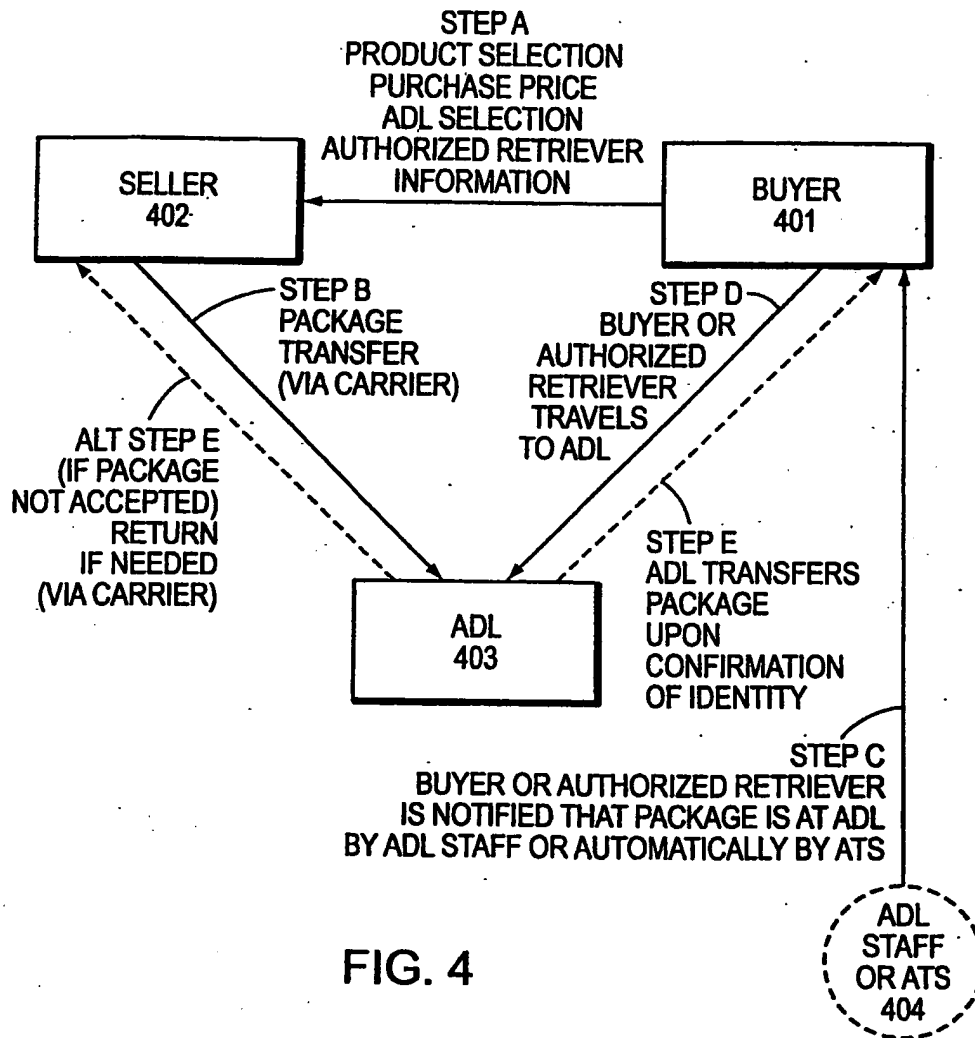 STEP A
PRODUCT SELECTION
PURCHASE PRICE
ADL SELECTION
AUTHORIZED RETRIEVER
INFORMATION
SELLER
402
BUYER
401
STEP B
PACKAGE
TRANSFER
(VIA CARRIER)
STEP D
BUYER OR
AUTHORIZED
RETRIEVER
TRAVELS
TO ADL
ALT STEP E
(IF PACKAGE
NOT ACCEPTED)
RETURN
IF NEEDED
(VIA CARRIER)
STEP E
ADL TRANSFERS
PACKAGE
UPON
CONFIRMATION
OF IDENTITY
ADL
403
STEP C
BUYER OR AUTHORIZED RETRIEVER
IS NOTIFIED THAT PACKAGE IS AT ADL
BY ADL STAFF OR AUTOMATICALLY BY ATS
ADL
STAFF
OR ATS
404
FIG. 4